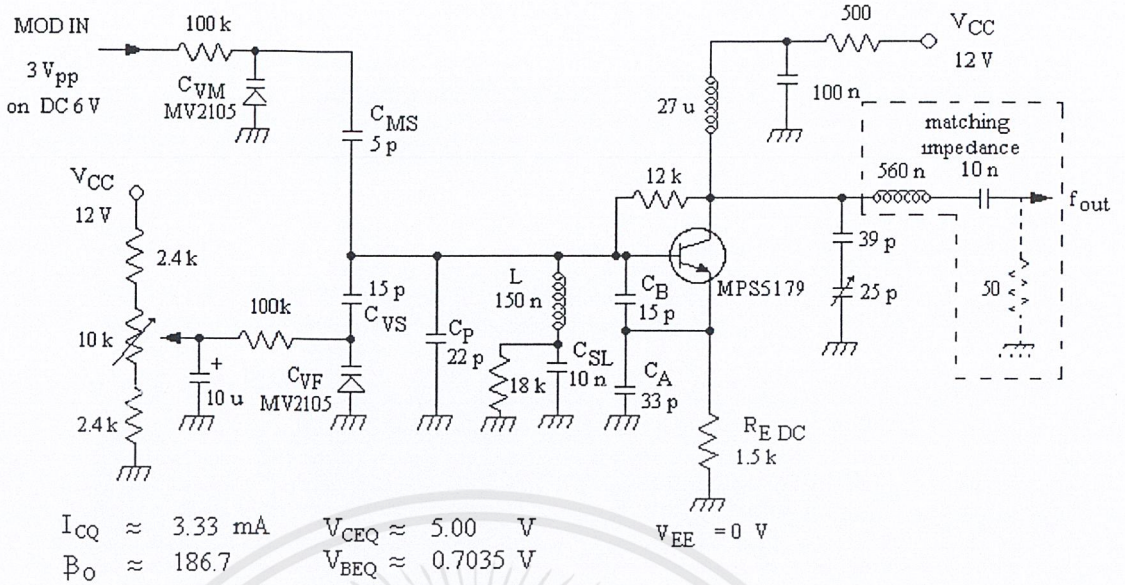 MOD IN
3 Vpp
on DC 6 V
100 k
CVM
MV2105
CMS
5 p
500
VCC
12 V
100 n
27 u
matching
impedance
560 n
10 n
fout
50
12 k
39 p
25 p
MPS5179
VCC
12 V
2.4 k
10 k
2.4 k
+
10 u
100k
15 p
CVS
CVF
MV2105
CP
22 p
L
150 n
18 k
CSL
10 n
CB
15 p
CA
33 p
RE DC
1.5 k
VEE = 0 V
ICQ ≈ 3.33 mA VCEQ ≈ 5.00 V
βO ≈ 186.7 VBEQ ≈ 0.7035 V